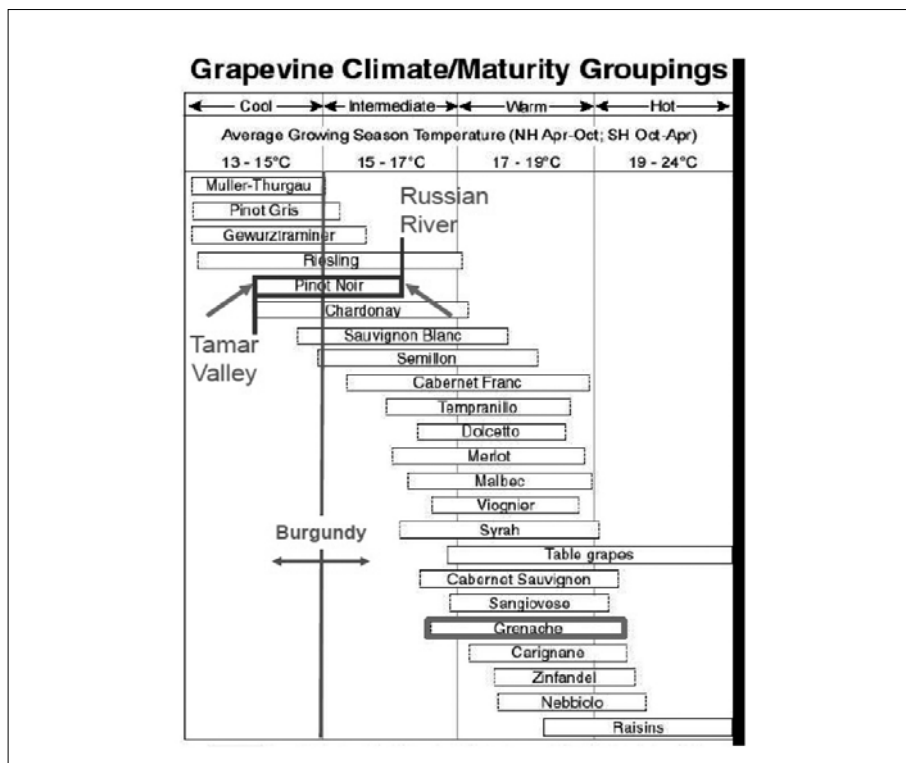 Grapevine Climate/Maturity Groupings
Cool Intermediate Warm Hot
Average Growing Season Temperature (NH Apr-Oct; SH Oct-Apr)
13 - 15°C 15 - 17°C 17 - 19°C 19 - 24°C
Muller-Thurgau
Pinot Gris
Russian
River
Gewurztraminer
Riesling
Pinot Noir
Chardonay
Tamar
Valley
Sauvignon Blanc
Semillon
Cabernet Franc
Tempranillo
Dolcetto
Merlot
Malbec
Viognier
Syrah
Burgundy
Table grapes
Cabernet Sauvignon
Sangiovese
Grenache
Carignane
Zinfandel
Nebbiolo
Raisins